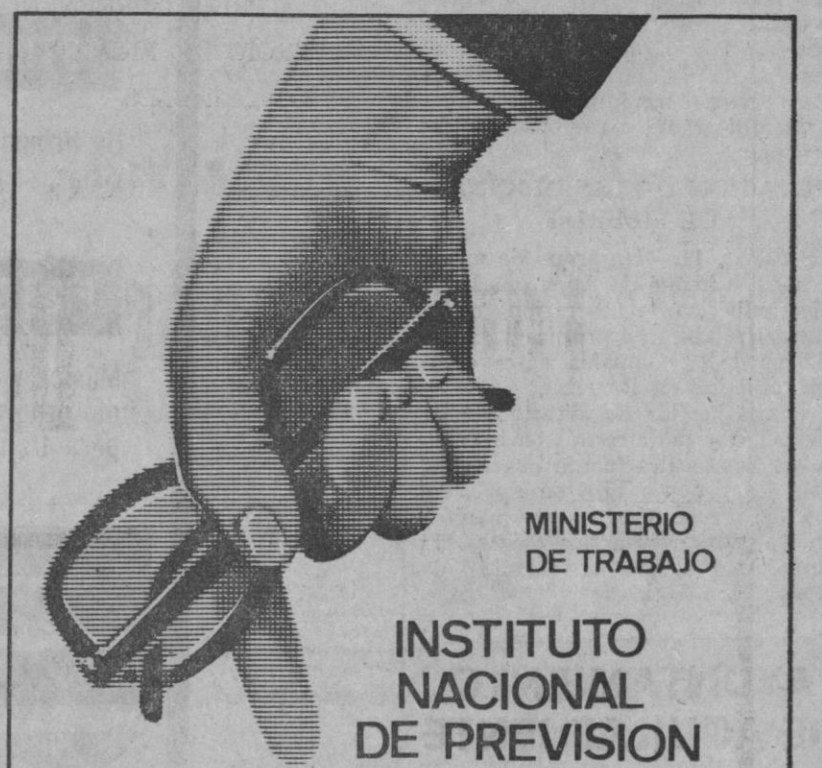 MINISTERIO
DE TRABAJO
INSTITUTO
NACIONAL
DE PREVISION